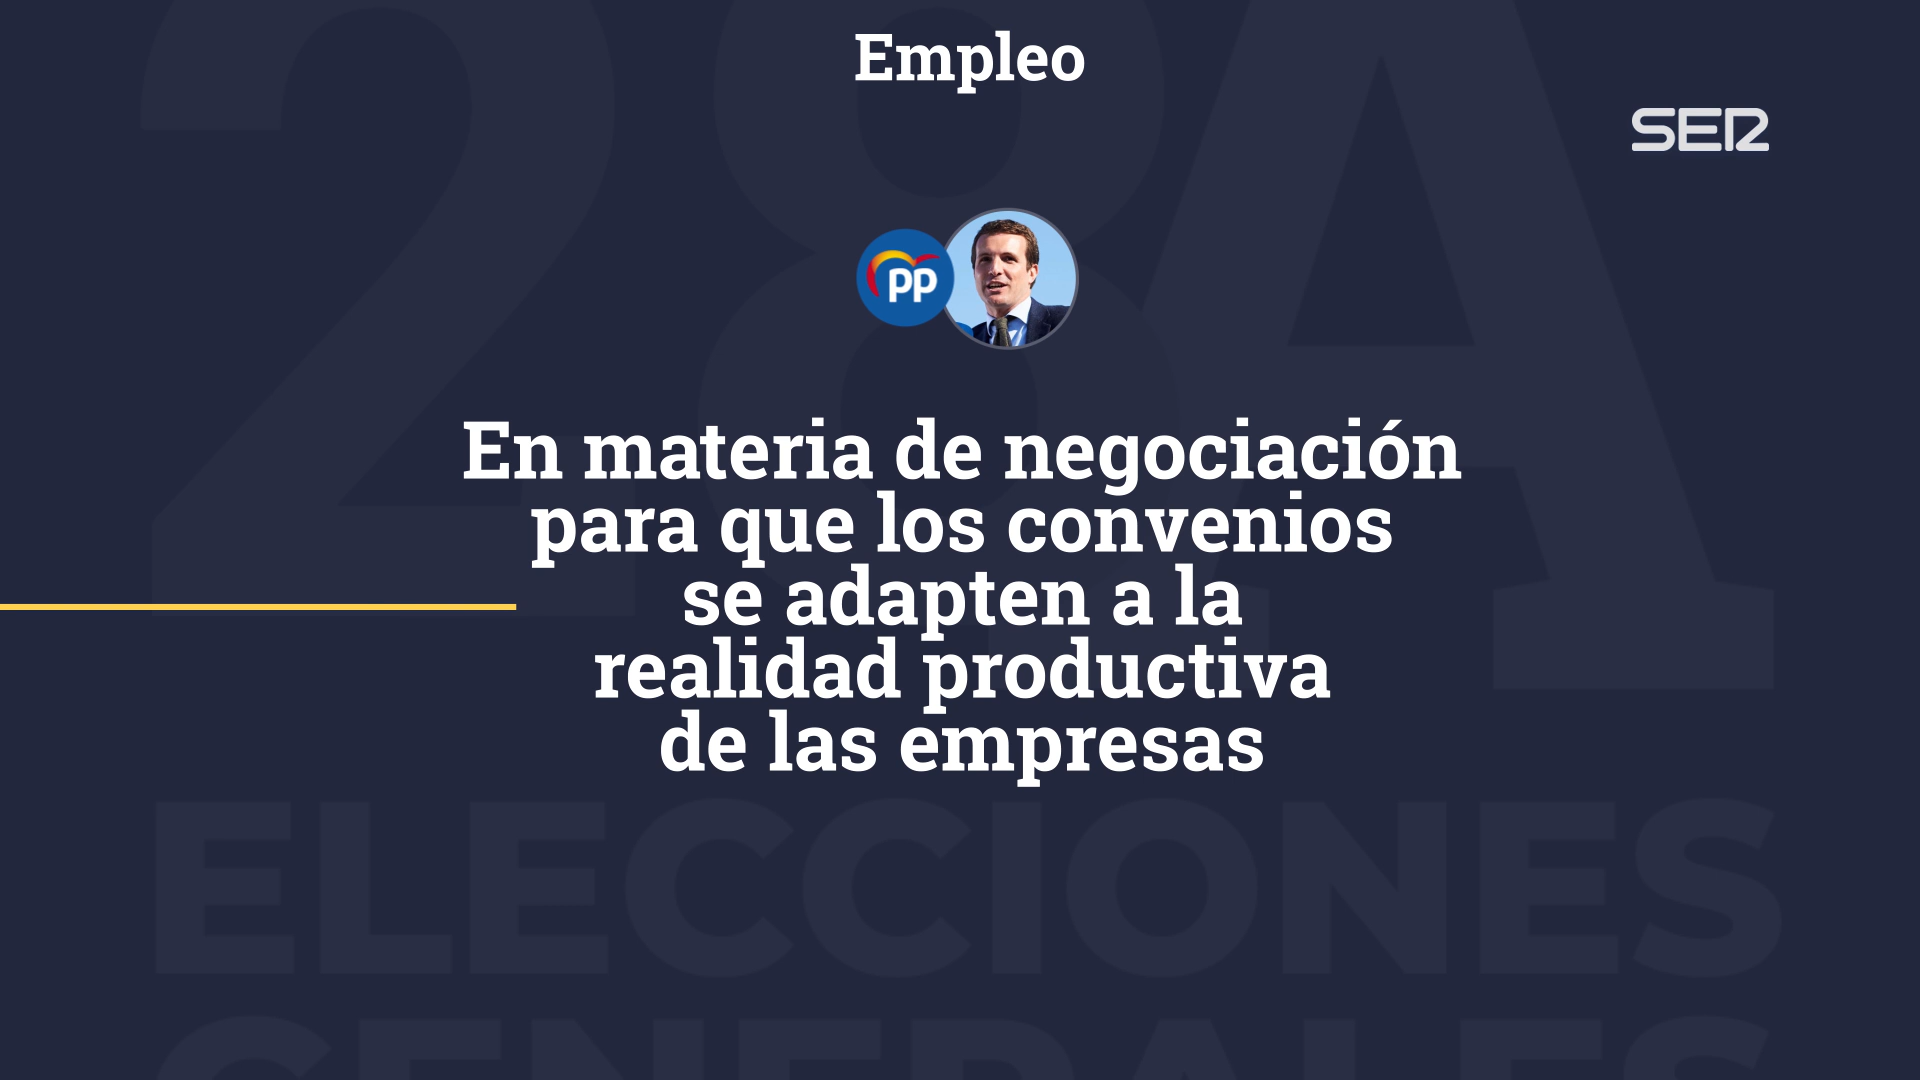 28A
Empleo
SER
pp
En materia de negociación
para que los convenios
se adapten a la
realidad productiva
de las empresas
ELECCIONES
GENERALES